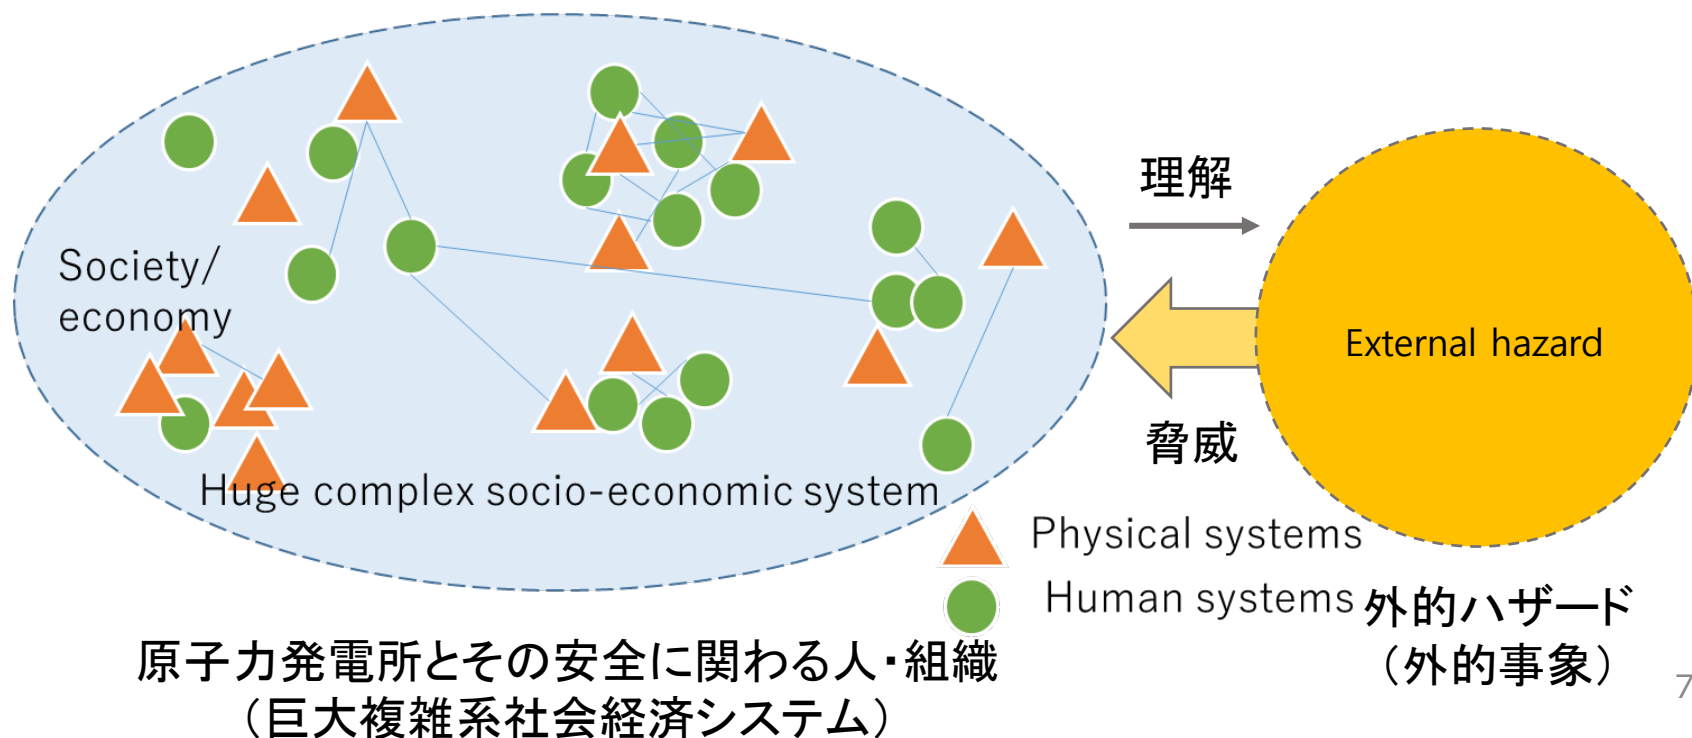 Society/
economy
Huge complex socio-economic system
理解
脅威
External hazard
Physical systems
Human systems
外的ハザード
（外的事象）
原子力発電所とその安全に関わる人・組織
（巨大複雑系社会経済システム）
7